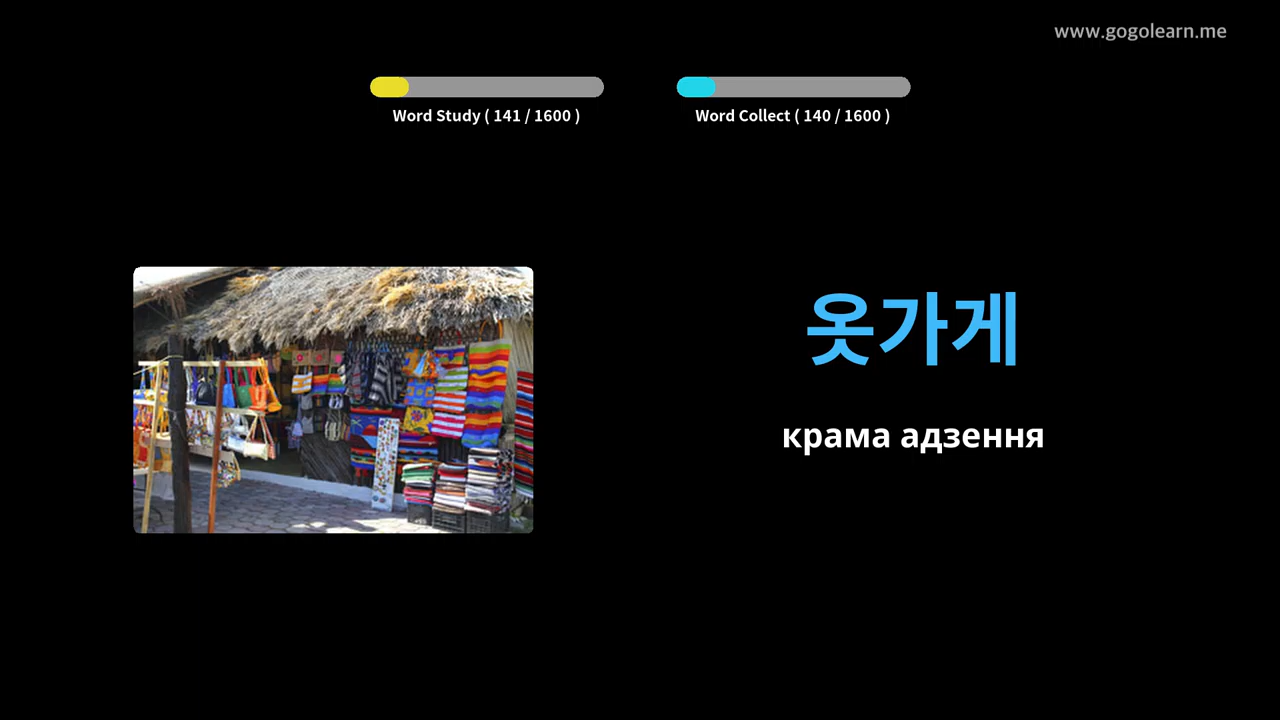 www.gogolearn.me
Word Study ( 141 / 1600 )
Word Collect ( 140 / 1600 )
옷가게
крама адзення